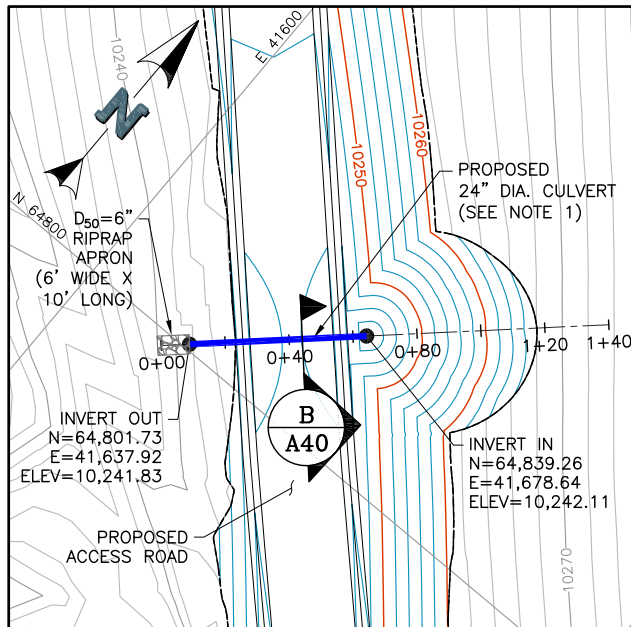 10240
E 41600
N
N 64800
10250
10260
PROPOSED
24" DIA. CULVERT
(SEE NOTE 1)
D50=6"
RIPRAP
APRON
(6' WIDE X
10' LONG)
0+00
0+40
0+80
1+20
1+40
INVERT OUT
N=64,801.73
E=41,637.92
ELEV=10,241.83
B
A40
INVERT IN
N=64,839.26
E=41,678.64
ELEV=10,242.11
PROPOSED
ACCESS ROAD
10270